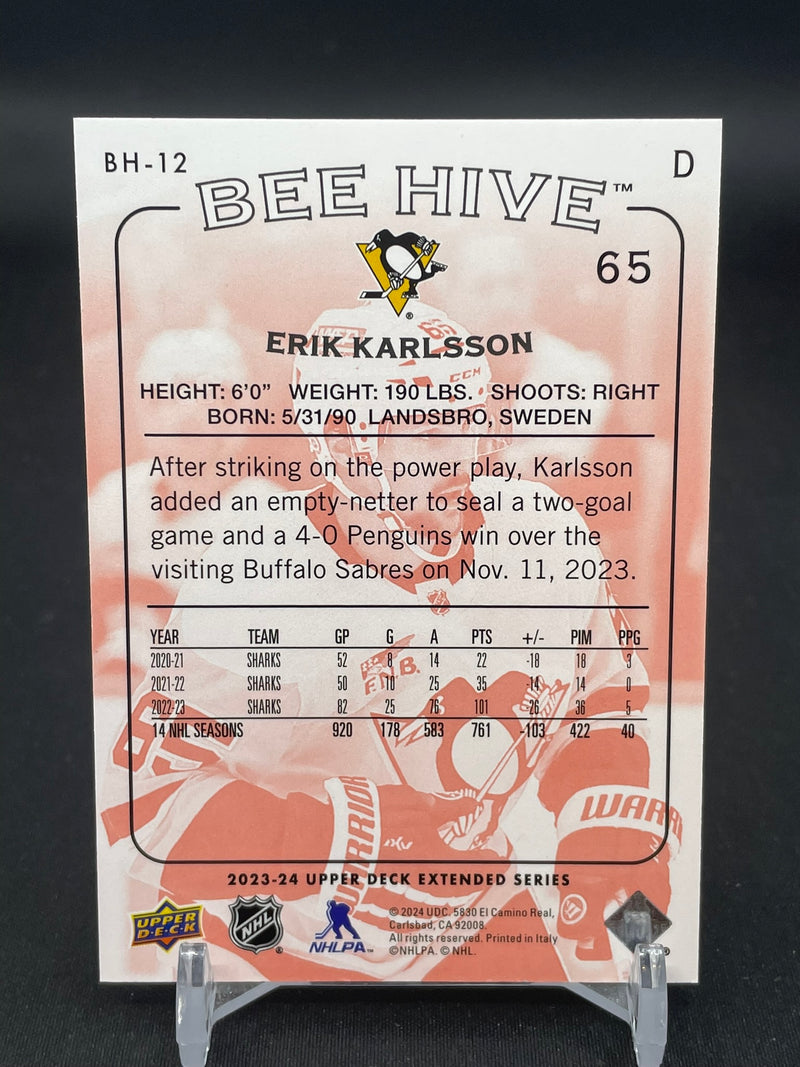 BH-12
D
BEE HIVE™
65
ERIK KARLSSON
HEIGHT: 6'0" WEIGHT: 190 LBS. SHOOTS: RIGHT
BORN: 5/31/90 LANDSBRO, SWEDEN
After striking on the power play, Karlsson
added an empty-netter to seal a two-goal
game and a 4-0 Penguins win over the
visiting Buffalo Sabres on Nov. 11, 2023.
YEAR TEAM GP G A PTS +/- PIM PPG
2020-21 SHARKS 52 8 14 22 -18 18 3
2021-22 SHARKS 50 10 25 35 -14 14 0
2022-23 SHARKS 82 25 76 101 -26 36 5
14 NHL SEASONS 920 178 583 761 -103 422 40
CCM
F.N.B.
WARRIOR
2023-24 UPPER DECK EXTENDED SERIES
UPPER DECK
NHL
®
NHLPA
© 2024 UDC. 5830 El Camino Real,
Carlsbad, CA 92008.
All rights reserved. Printed in Italy
©NHLPA. © NHL.